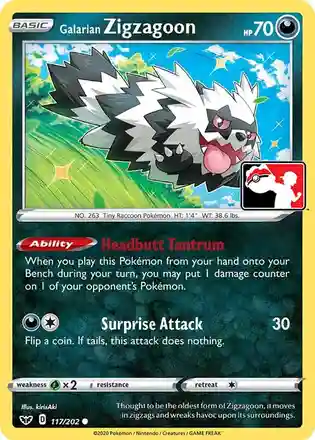 BASIC
Galarian Zigzagoon HP70
NO. 263 Tiny Raccoon Pokémon. HT: 1'4" WT: 38.6 lbs.
Ability Headbutt Tantrum
When you play this Pokémon from your hand onto your
Bench during your turn, you may put 1 damage counter
on 1 of your opponent's Pokémon.
Surprise Attack 30
Flip a coin. If tails, this attack does nothing.
weakness ×2 resistance retreat
Illus. kirisAki
117/202
Thought to be the oldest form of Zigzagoon, it moves
in zigzags and wreaks havoc upon its surroundings.
©2020 Pokémon / Nintendo / Creatures / GAME FREAK